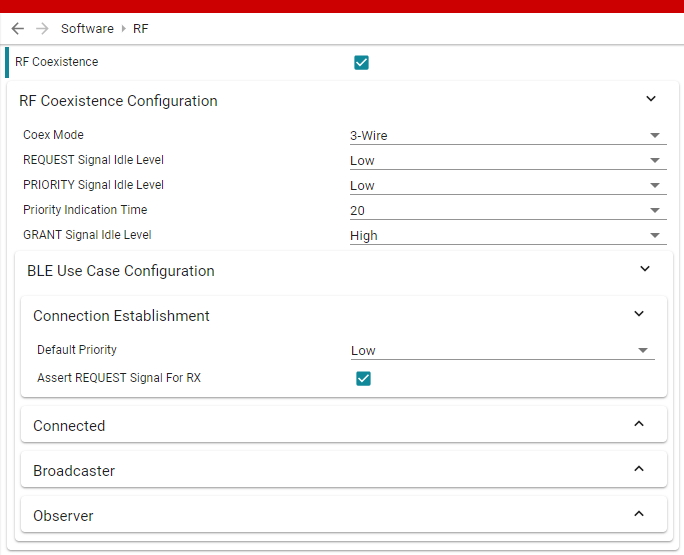 Software RF
RF Coexistence
RF Coexistence Configuration
Coex Mode 3-Wire
REQUEST Signal Idle Level Low
PRIORITY Signal Idle Level Low
Priority Indication Time 20
GRANT Signal Idle Level High
BLE Use Case Configuration
Connection Establishment
Default Priority Low
Assert REQUEST Signal For RX
Connected
Broadcaster
Observer